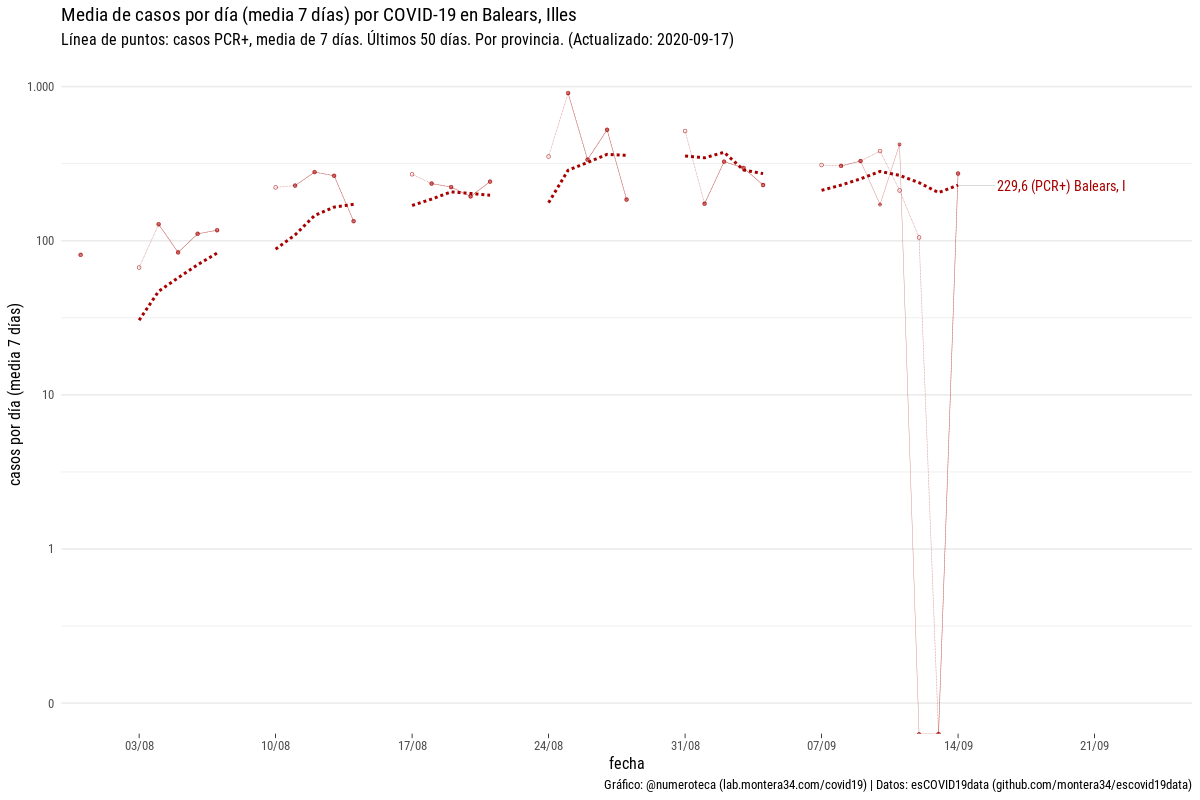 Media de casos por día (media 7 días) por COVID-19 en Balears, Illes
Línea de puntos: casos PCR+, media de 7 días. Últimos 50 días. Por provincia. (Actualizado: 2020-09-17)
casos por día (media 7 días)
1.000
100
10
1
0
229,6 (PCR+) Balears, I
03/08
10/08
17/08
24/08
31/08
07/09
14/09
21/09
fecha
Gráfico: @numeroteca (lab.montera34.com/covid19) | Datos: esCOVID19data (github.com/montera34/escovid19data)